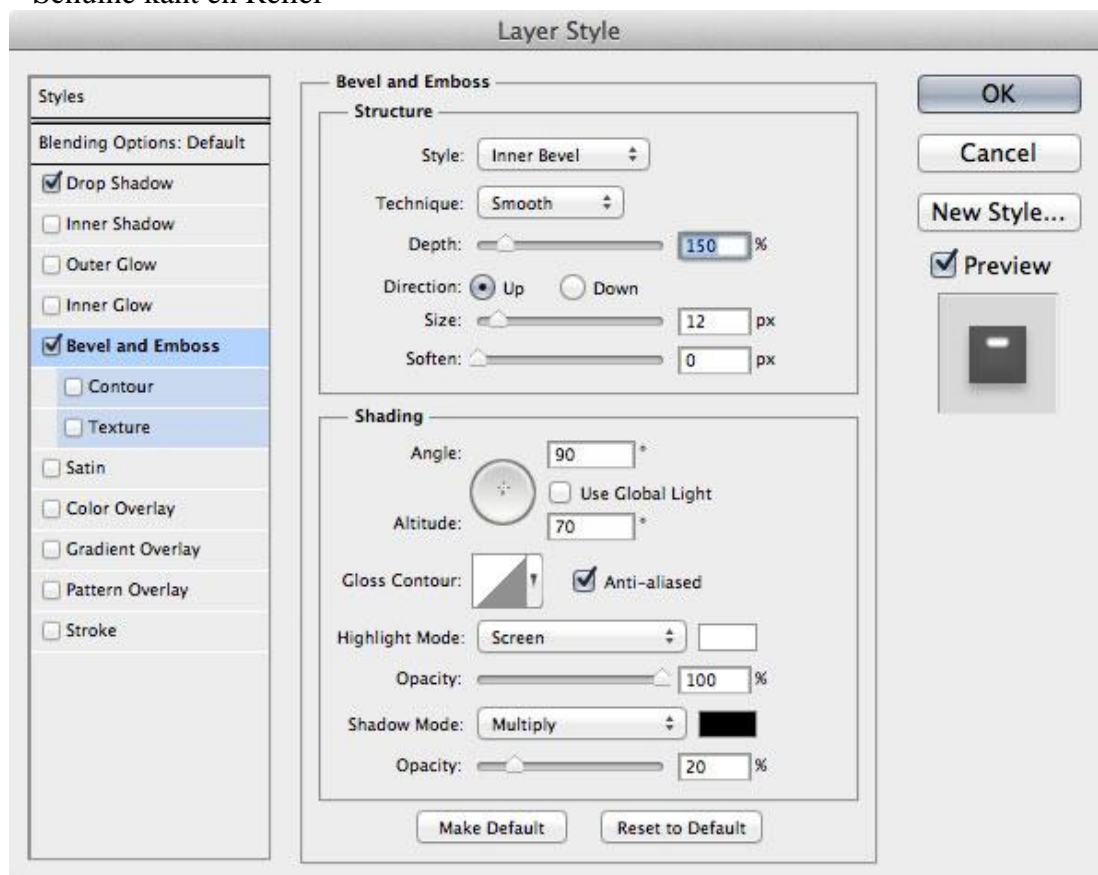 Schuine kant en Reliëf
Layer Style
Styles
Blending Options: Default
Drop Shadow
Inner Shadow
Outer Glow
Inner Glow
Bevel and Emboss
Contour
Texture
Satin
Color Overlay
Gradient Overlay
Pattern Overlay
Stroke
Bevel and Emboss
Structure
Style: Inner Bevel
Technique: Smooth
Depth: 150 %
Direction: Up Down
Size: 12 px
Soften: 0 px
Shading
Angle: 90 °
Use Global Light
Altitude: 70 °
Gloss Contour: Anti-aliased
Highlight Mode: Screen
Opacity: 100 %
Shadow Mode: Multiply
Opacity: 20 %
Make Default Reset to Default
OK
Cancel
New Style...
Preview